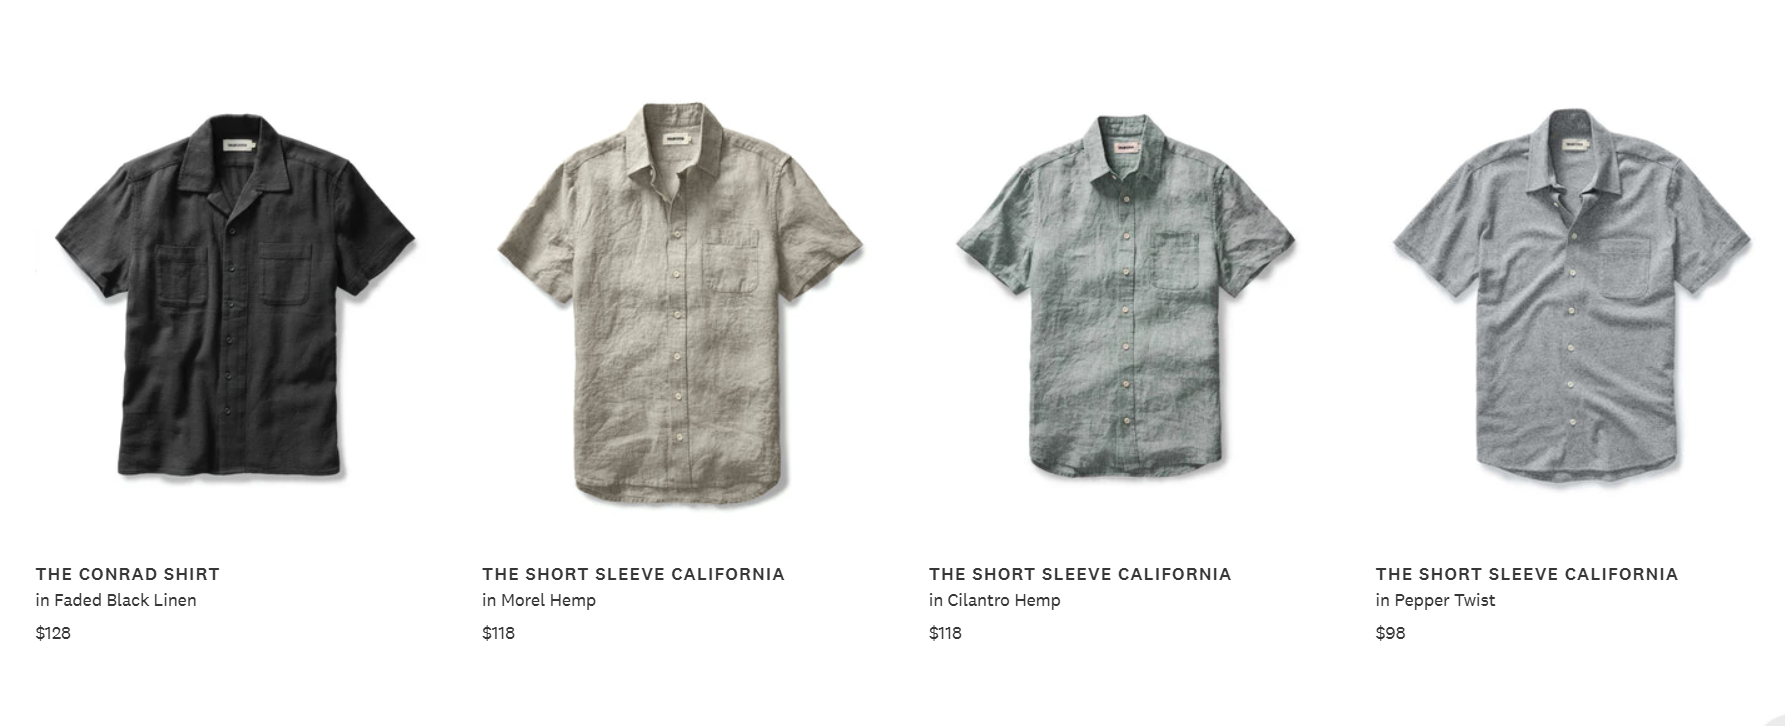 THE CONRAD SHIRT
in Faded Black Linen
$128
THE SHORT SLEEVE CALIFORNIA
in Morel Hemp
$118
THE SHORT SLEEVE CALIFORNIA
in Cilantro Hemp
$118
THE SHORT SLEEVE CALIFORNIA
in Pepper Twist
$98